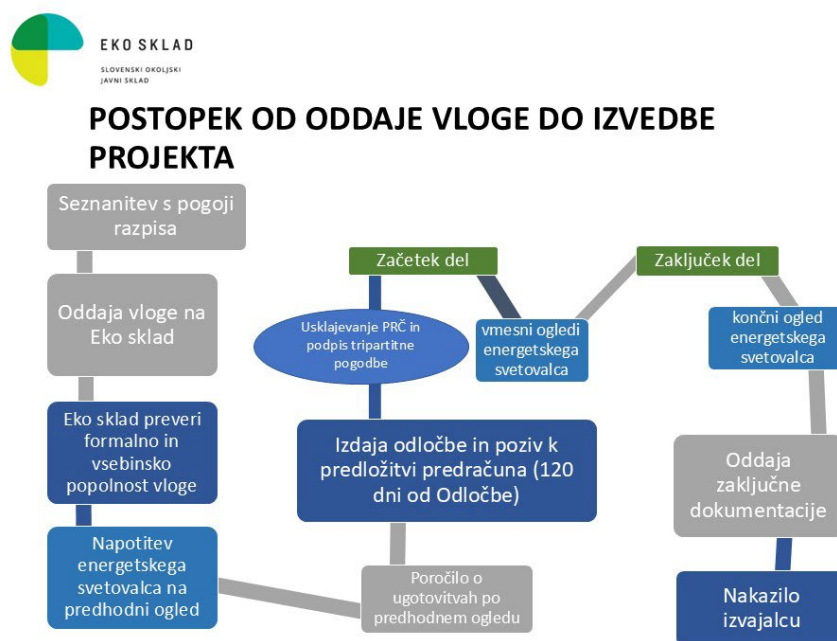 EKO SKLAD
SLOVENSKI OKOLJSKI
JAVNI SKLAD
POSTOPEK OD ODDAJE VLOGE DO IZVEDBE
PROJEKTA
Seznanitev s pogoji
razpisa
Oddaja vloge na
Eko sklad
Eko sklad preveri
formalno in
vsebinsko
popolnost vloge
Napotitev
energetskega
svetovalca na
predhodni ogled
Poročilo o
ugotovitvah po
predhodnem ogledu
Izdaja odločbe in poziv k
predložitvi predračuna (120
dni od Odločbe)
Usklajevanje PRČ in
podpis tripartitne
pogodbe
Začetek del
vmesni ogledi
energetskega
svetovalca
Zaključek del
končni ogled
energetskega
svetovalca
Oddaja
zaključne
dokumentacije
Nakazilo
izvajalcu